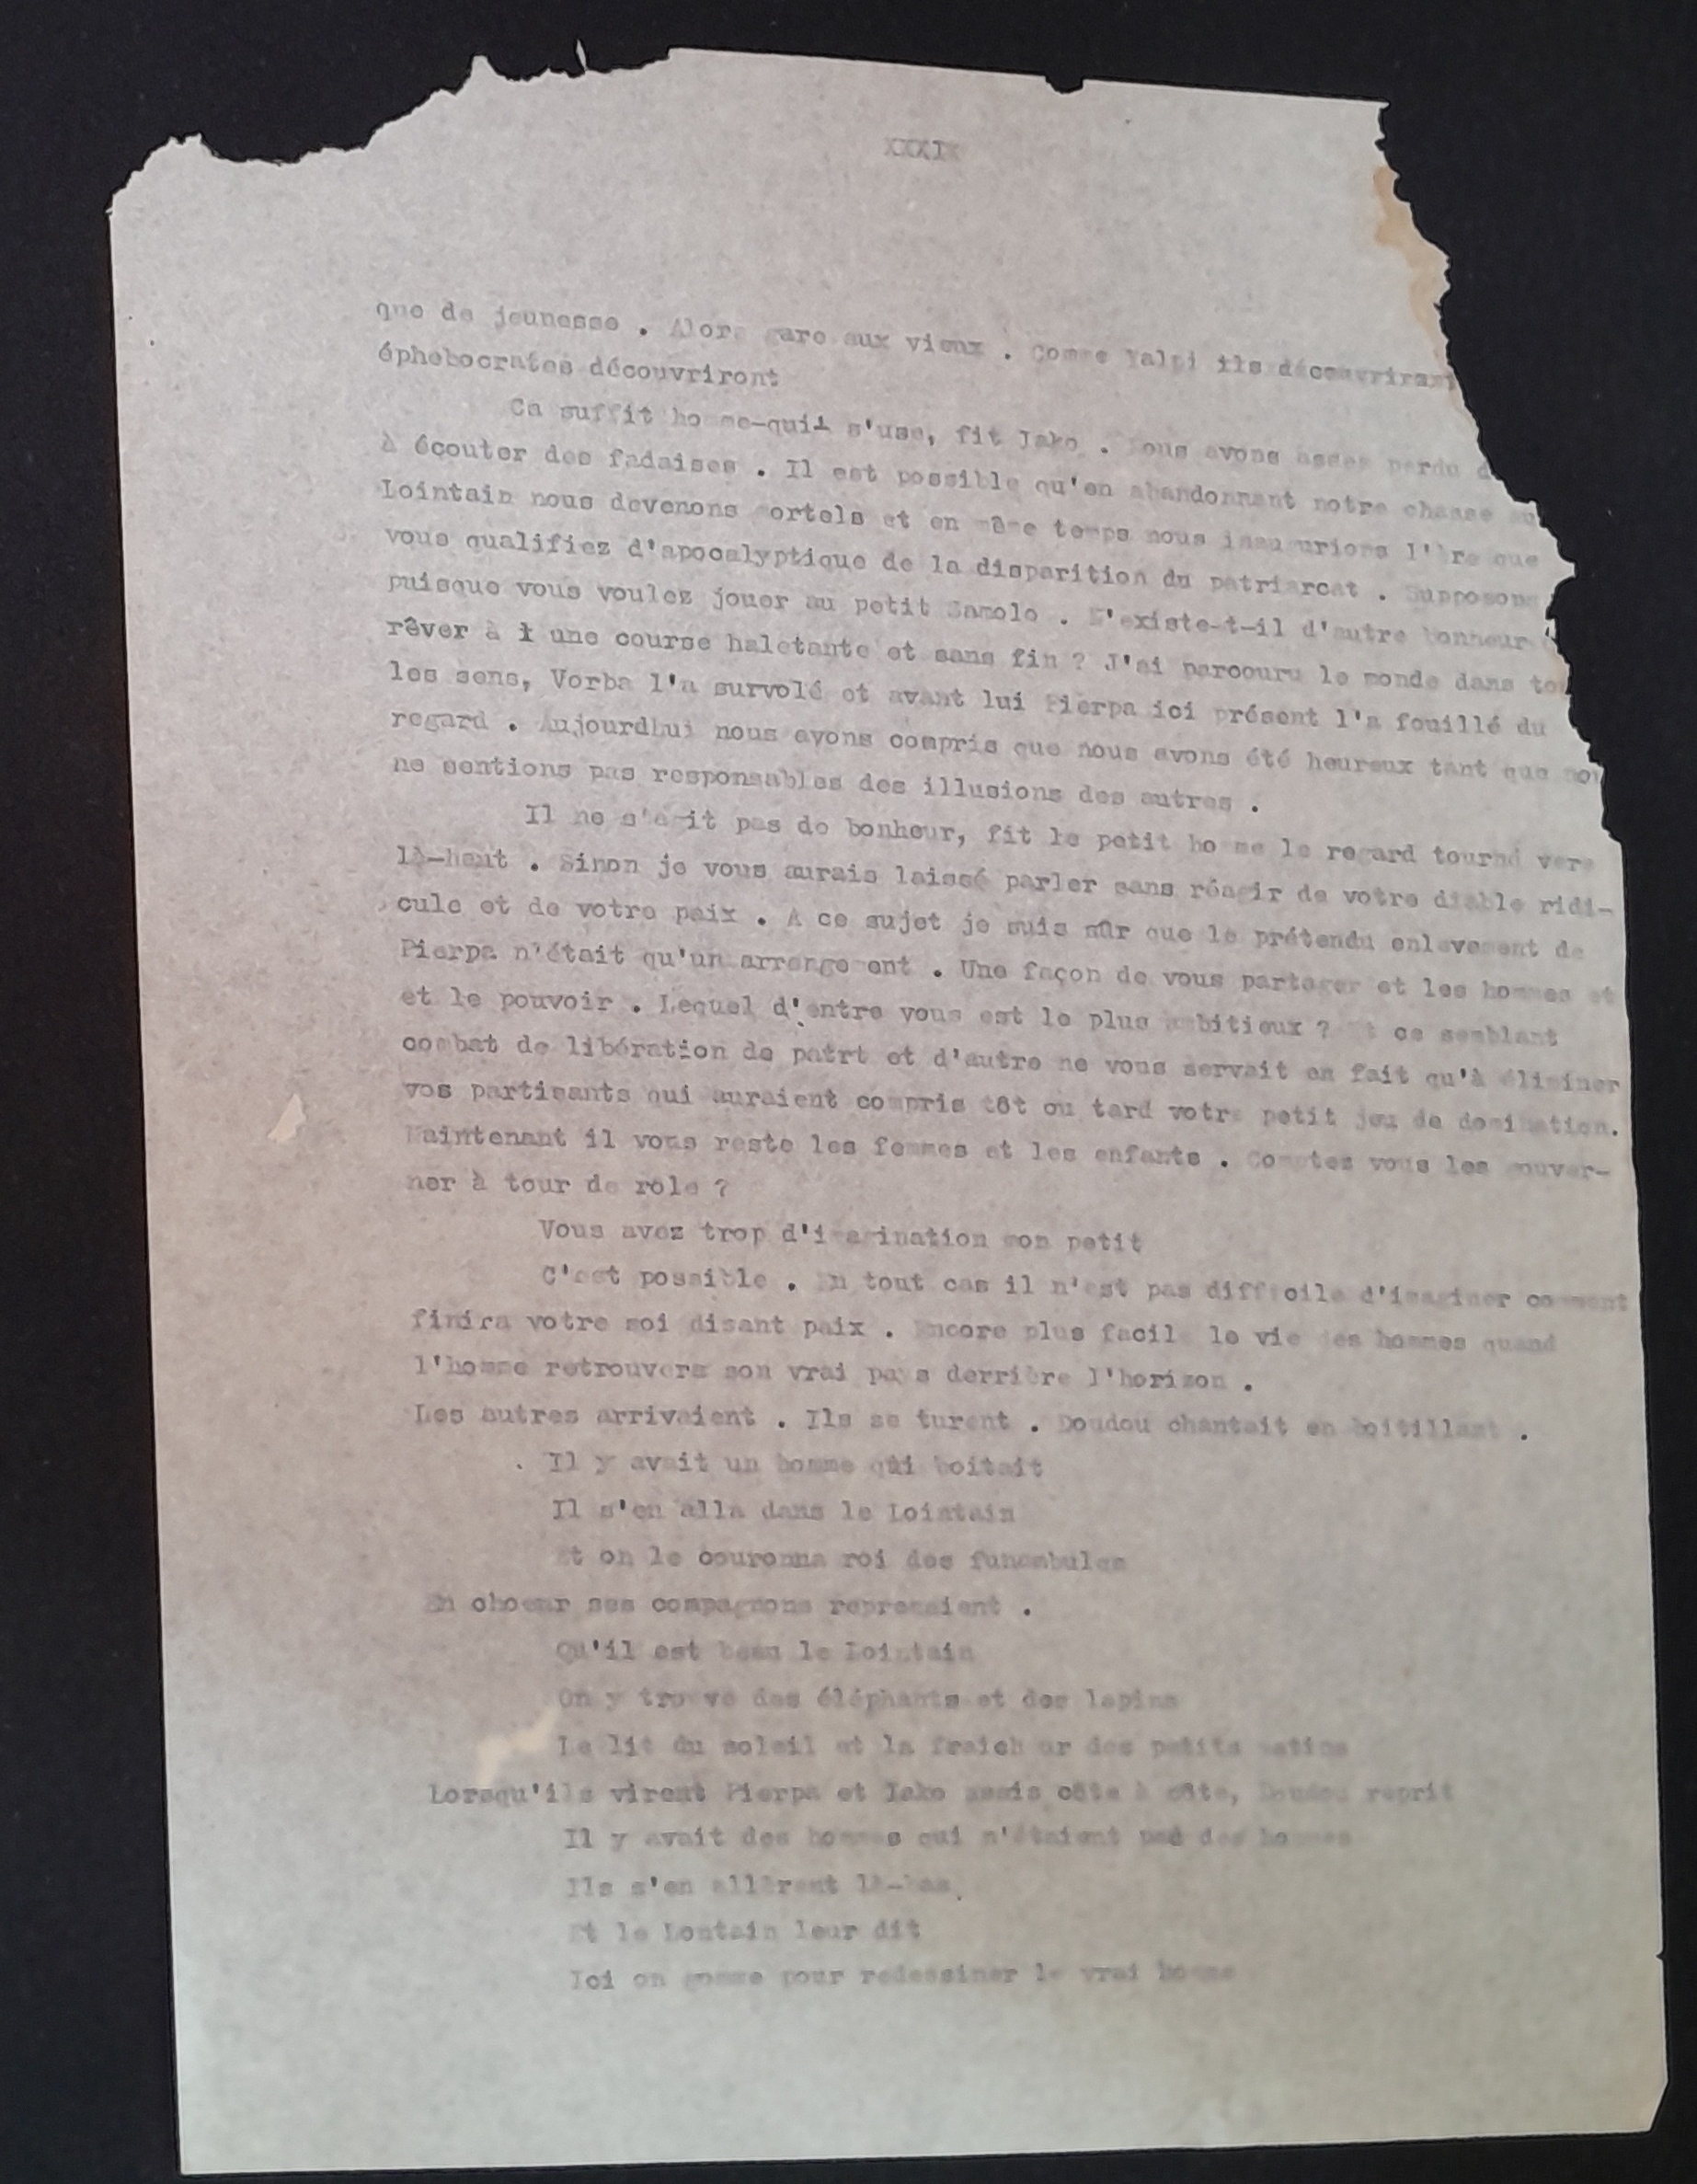 XXXIX
que de jeunesse . Alors gare aux vieux . Comme Yalpi ils découvriront
éphebocrates découvriront
Ca suffit homme-qui s'use, fit Jako . Nous avons assez perdu
à écouter des fadaises . Il est possible qu'en abandonnant notre chasse au
Lointain nous devenons mortels et en même temps nous inaugurions l'ère que
vous qualifiez d'apocalyptique de la disparition du patriarcat . Supposons
puisque vous voulez jouer au petit Samolo . N'existe-t-il d'autre bonheur
rêver à une course haletante et sans fin ? J'ai parcouru le monde dans
les sens, Vorba l'a survolé et avant lui Pierpa ici présent l'a fouillé du
regard . Aujourdhui nous avons compris que nous avons été heureux tant que
ne sentions pas responsables des illusions des autres .
Il ne s'agit pas de bonheur, fit le petit homme le regard tourné vers
là-haut . Sinon je vous aurais laissé parler sans réagir de votre diable ridi-
cule et de votre paix . A ce sujet je suis sûr que le prétendu enlevement de
Pierpa n'était qu'un arrangement . Une façon de vous partager et les hommes et
et le pouvoir . Lequel d'entre vous est le plus ambitieux ? Et ce semblant
combat de libération de patrt et d'autre ne vous servait en fait qu'à éliminer
vos partisants qui auraient compris tôt ou tard votre petit jeu de domination.
Maintenant il vous reste les femmes et les enfants . Comptez vous les gouver-
ner à tour de role ?
Vous avez trop d'imagination mon petit
C'est possible . En tout cas il n'est pas difficile d'imaginer comment
finira votre soi disant paix . Encore plus facile le vie des hommes quand
l'homme retrouvera son vrai pays derrière l'horizon .
Les autres arrivaient . Ils se turent . Doudou chantait en boitillant .
Il y avait un homme qui boitait
Il s'en alla dans le Lointain
Et on le couronna roi des funambules
En choeur ses compagnons reprenaient .
Qu'il est beau le Lointain
On y trouve des éléphants et des lapins
Le lit du soleil et la fraicheur des petits matins
Lorsqu'ils virent Pierpa et Jako assis côte à côte, Doudou reprit
Il y avait des hommes qui n'étaient pas des hommes
Ils s'en allèrent là-bas
Et le Lontain leur dit
Ici on gomme pour redessiner le vrai homme